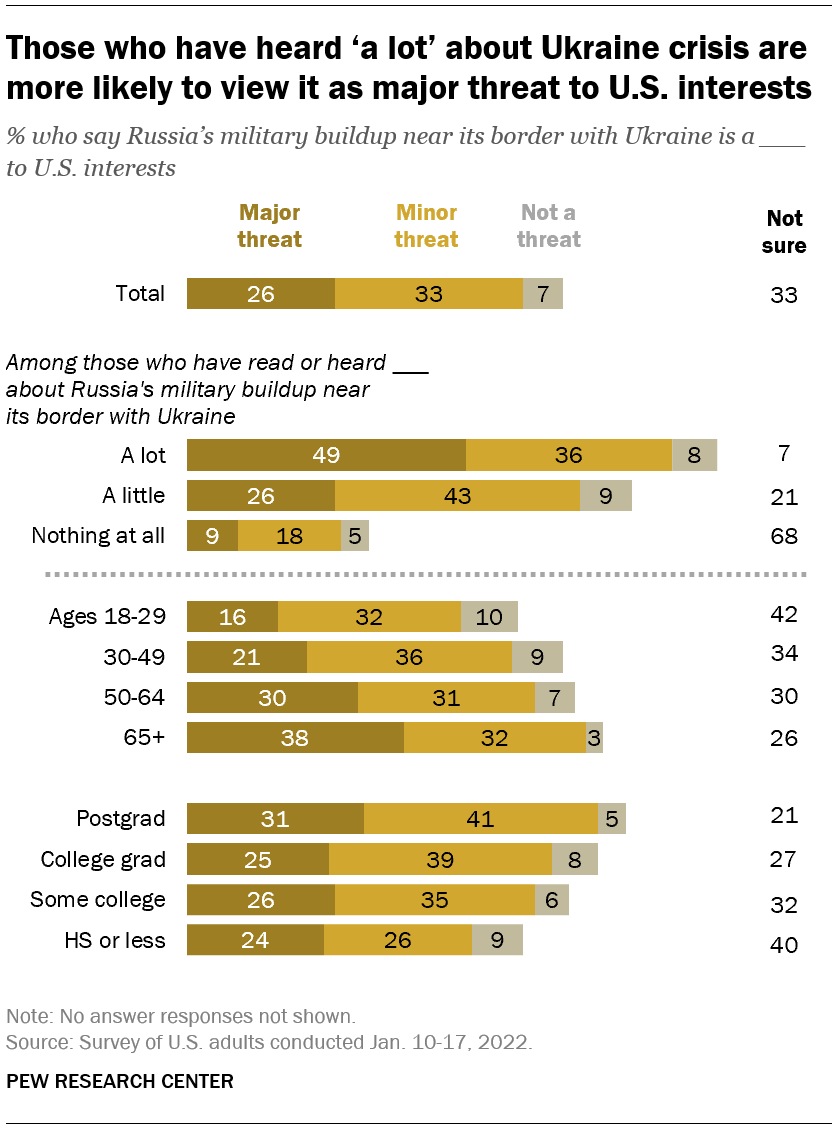 Those who have heard ‘a lot’ about Ukraine crisis are
more likely to view it as major threat to U.S. interests
% who say Russia’s military buildup near its border with Ukraine is a ___
to U.S. interests
Major threat
Minor threat
Not a threat
Not sure
Total 26 33 7 33
Among those who have read or heard ___
about Russia's military buildup near
its border with Ukraine
A lot 49 36 8 7
A little 26 43 9 21
Nothing at all 9 18 5 68
Ages 18-29 16 32 10 42
30-49 21 36 9 34
50-64 30 31 7 30
65+ 38 32 3 26
Postgrad 31 41 5 21
College grad 25 39 8 27
Some college 26 35 6 32
HS or less 24 26 9 40
Note: No answer responses not shown.
Source: Survey of U.S. adults conducted Jan. 10-17, 2022.
PEW RESEARCH CENTER